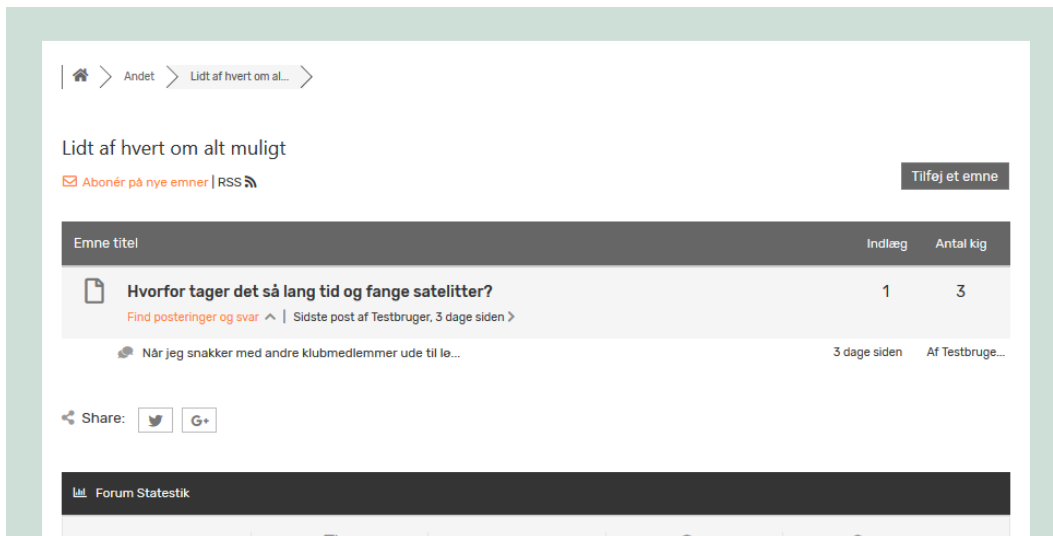 Andet
Lidt af hvert om al...
Lidt af hvert om alt muligt
Abonér på nye emner | RSS
Tilføj et emne
Emne titel Indlæg Antal kig
Hvorfor tager det så lang tid og fange satelitter? 1 3
Find posteringer og svar | Sidste post af Testbruger, 3 dage siden
Når jeg snakker med andre klubmedlemmer ude til lø... 3 dage siden Af Testbruge...
Share: G+
Forum Statestik